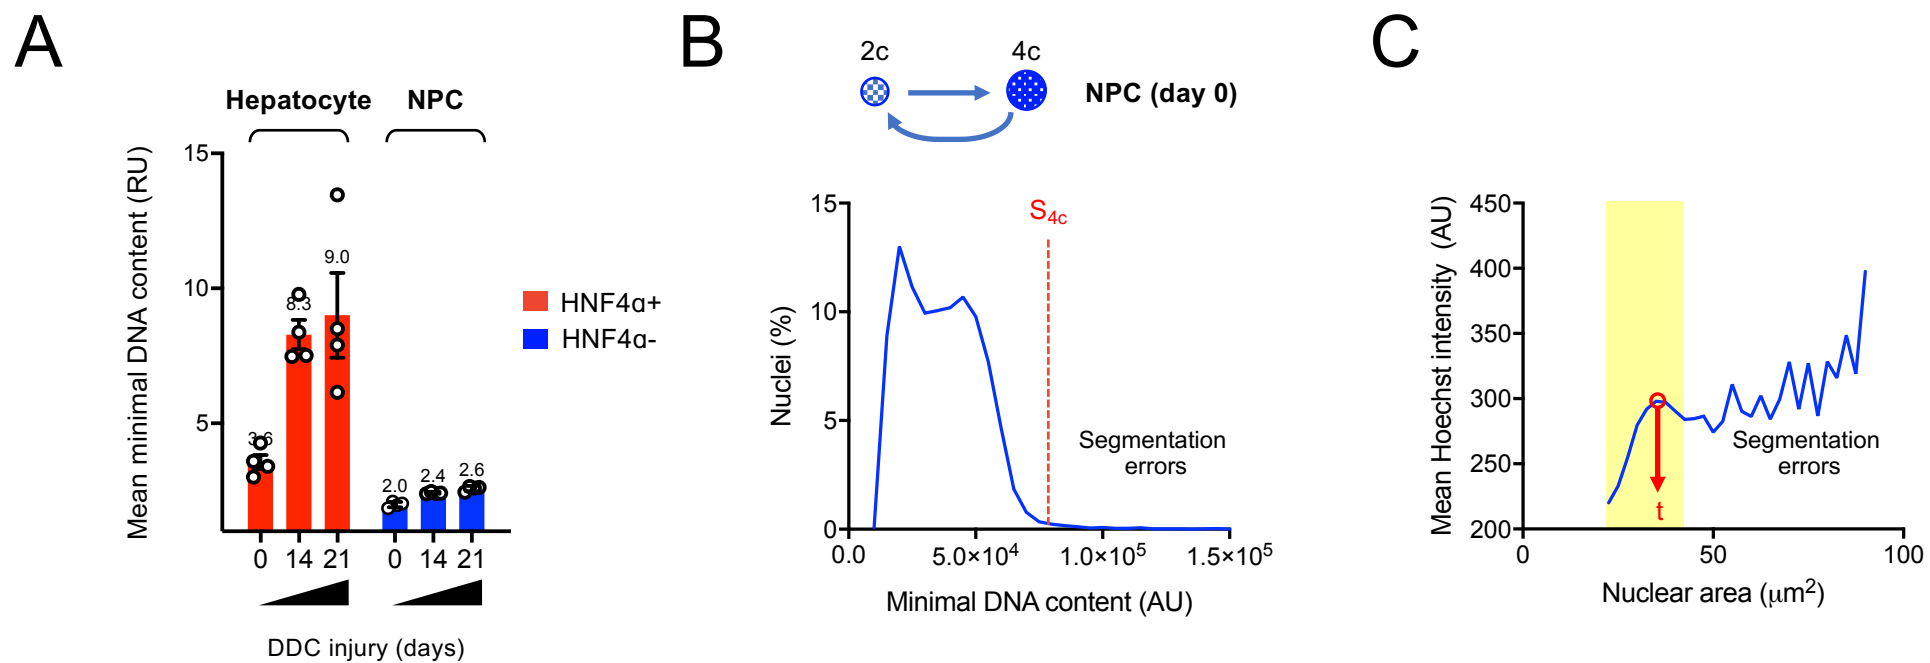 A
Hepatocyte NPC
Mean minimal DNA content (RU)
15
10
5
3.6
8.3
9.0
2.0
2.4
2.6
0 14 21 0 14 21
DDC injury (days)
HNF4α+
HNF4α-
B
2c 4c
NPC (day 0)
Nuclei (%)
15
10
5
0
S4c
Segmentation
errors
0.0 5.0×10⁴ 1.0×10⁵ 1.5×10⁵
Minimal DNA content (AU)
C
Mean Hoechst intensity (AU)
450
400
350
300
250
200
t
Segmentation
errors
0 50 100
Nuclear area (μm²)